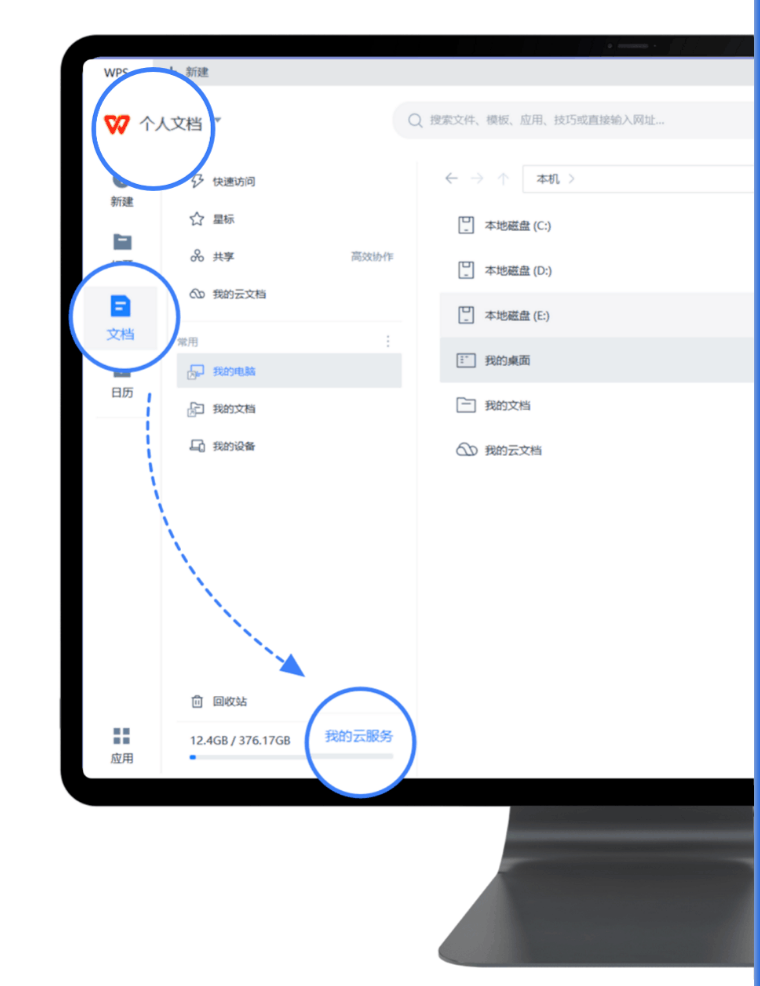 WPS
新建
个人文档
搜索文件、模板、应用、技巧或直接输入网址...
快速访问
本机
新建
星标
本地磁盘 (C:)
共享
高效协作
本地磁盘 (D:)
我的云文档
本地磁盘 (E:)
文档
常用
我的电脑
我的桌面
日历
我的文档
我的文档
我的设备
我的云文档
回收站
12.4GB / 376.17GB
我的云服务
应用